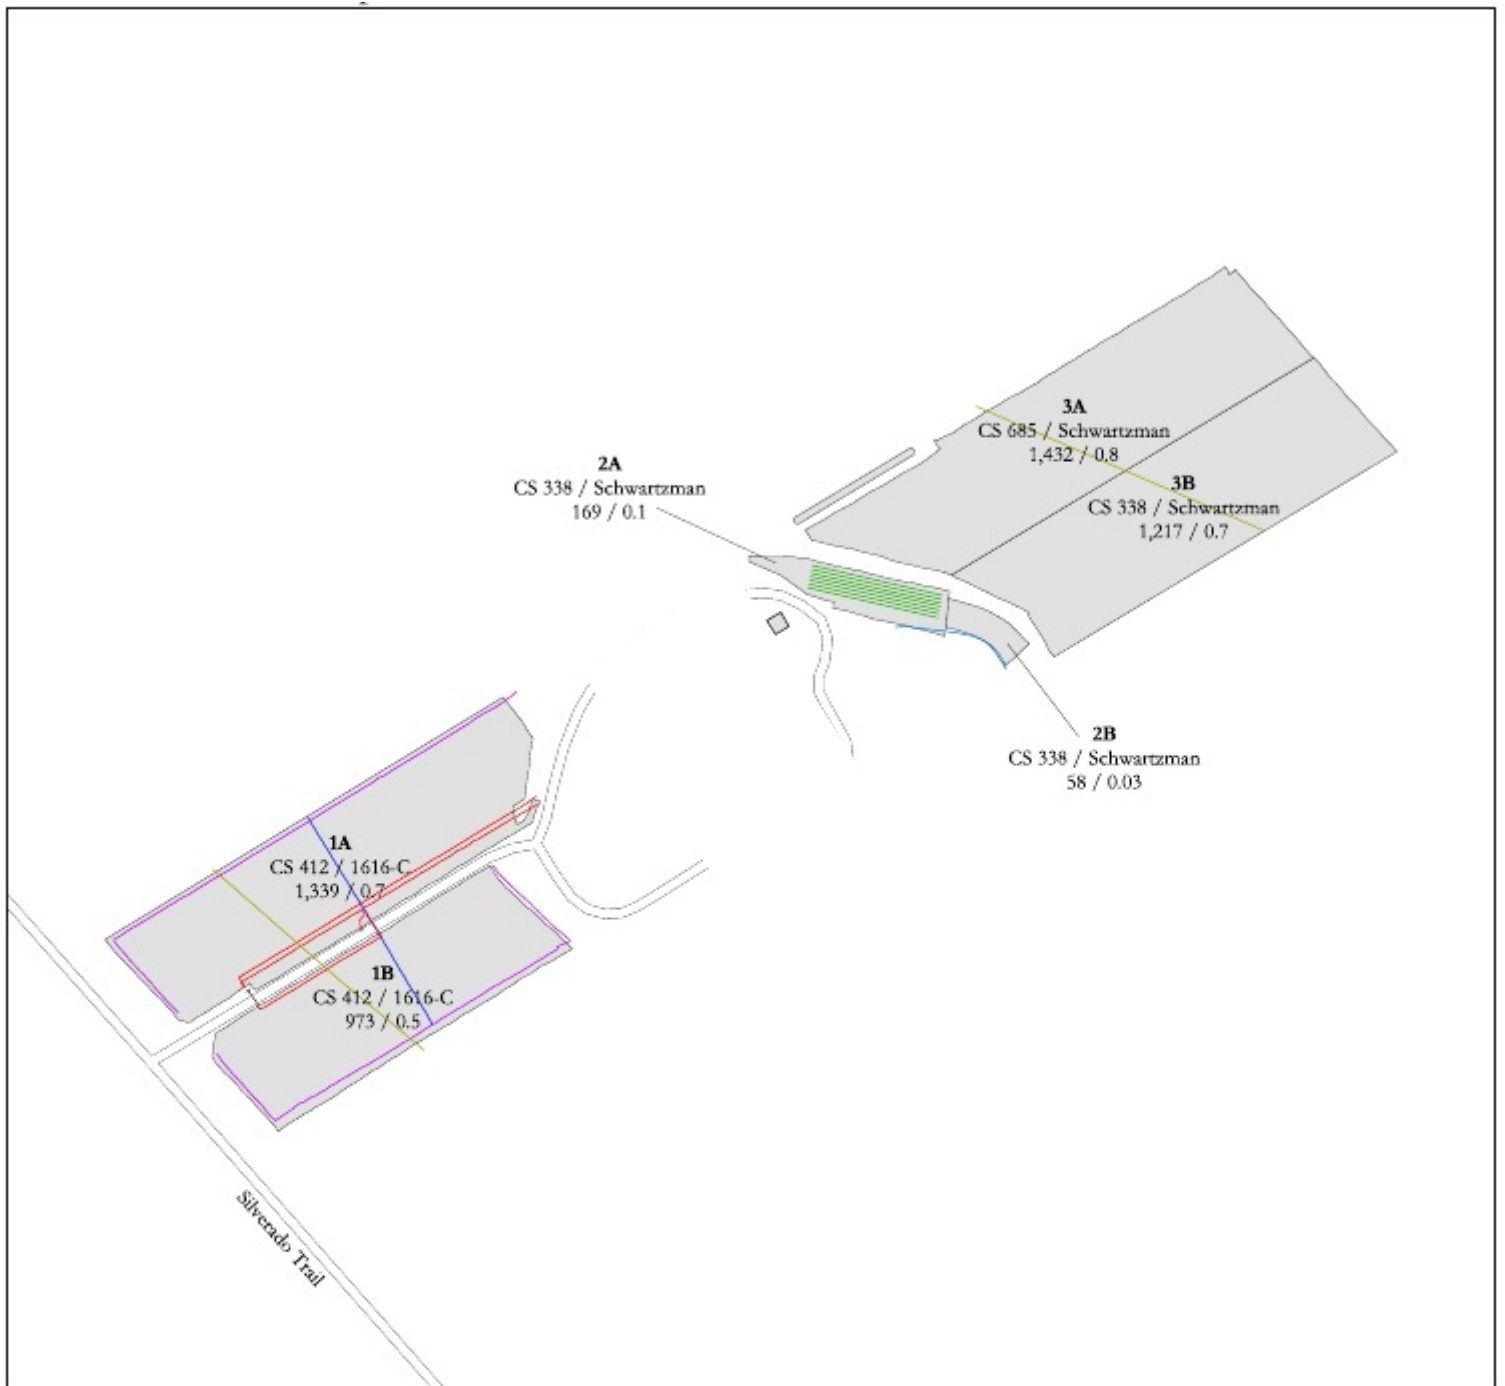 3A
CS 685 / Schwartzman
1,432 / 0.8
2A
CS 338 / Schwartzman
169 / 0.1
3B
CS 338 / Schwartzman
1,217 / 0.7
2B
CS 338 / Schwartzman
58 / 0.03
1A
CS 412 / 1616-C
1,339 / 0.7
1B
CS 412 / 1616-C
973 / 0.5
Silverado Trail